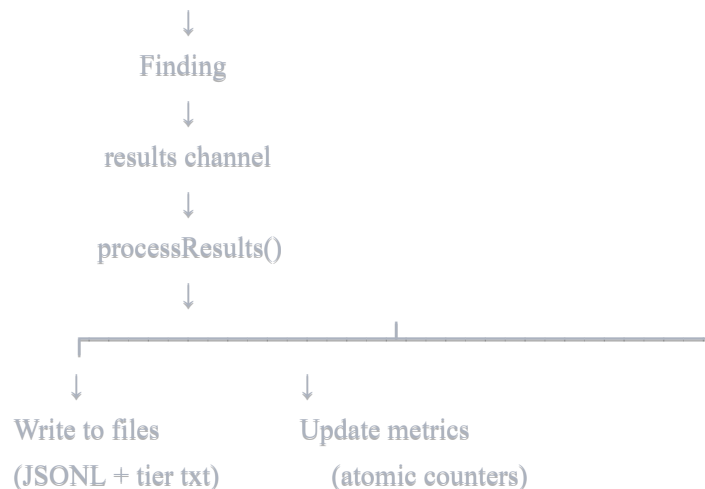 ↓
Finding
↓
results channel
↓
processResults()
↓
↓ ↓
Write to files Update metrics
(JSONL + tier txt) (atomic counters)